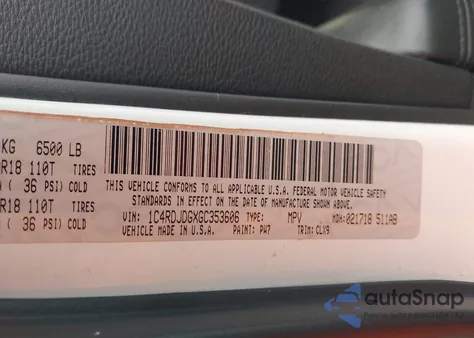 KG 6500 LB
R18 110T TIRES
( 36 PSI) COLD
R18 110T TIRES
( 36 PSI) COLD
THIS VEHICLE CONFORMS TO ALL APPLICABLE U.S.A. FEDERAL MOTOR VEHICLE SAFETY
STANDARDS IN EFFECT ON THE DATE OF MANUFACTURE SHOWN ABOVE.
VIN: 1C4RDJDGXGC353606 TYPE: MPV MDH: 021718 511AB
VEHICLE MADE IN U.S.A. PAINT: PW7 TRIM: CLX9
autoSnap